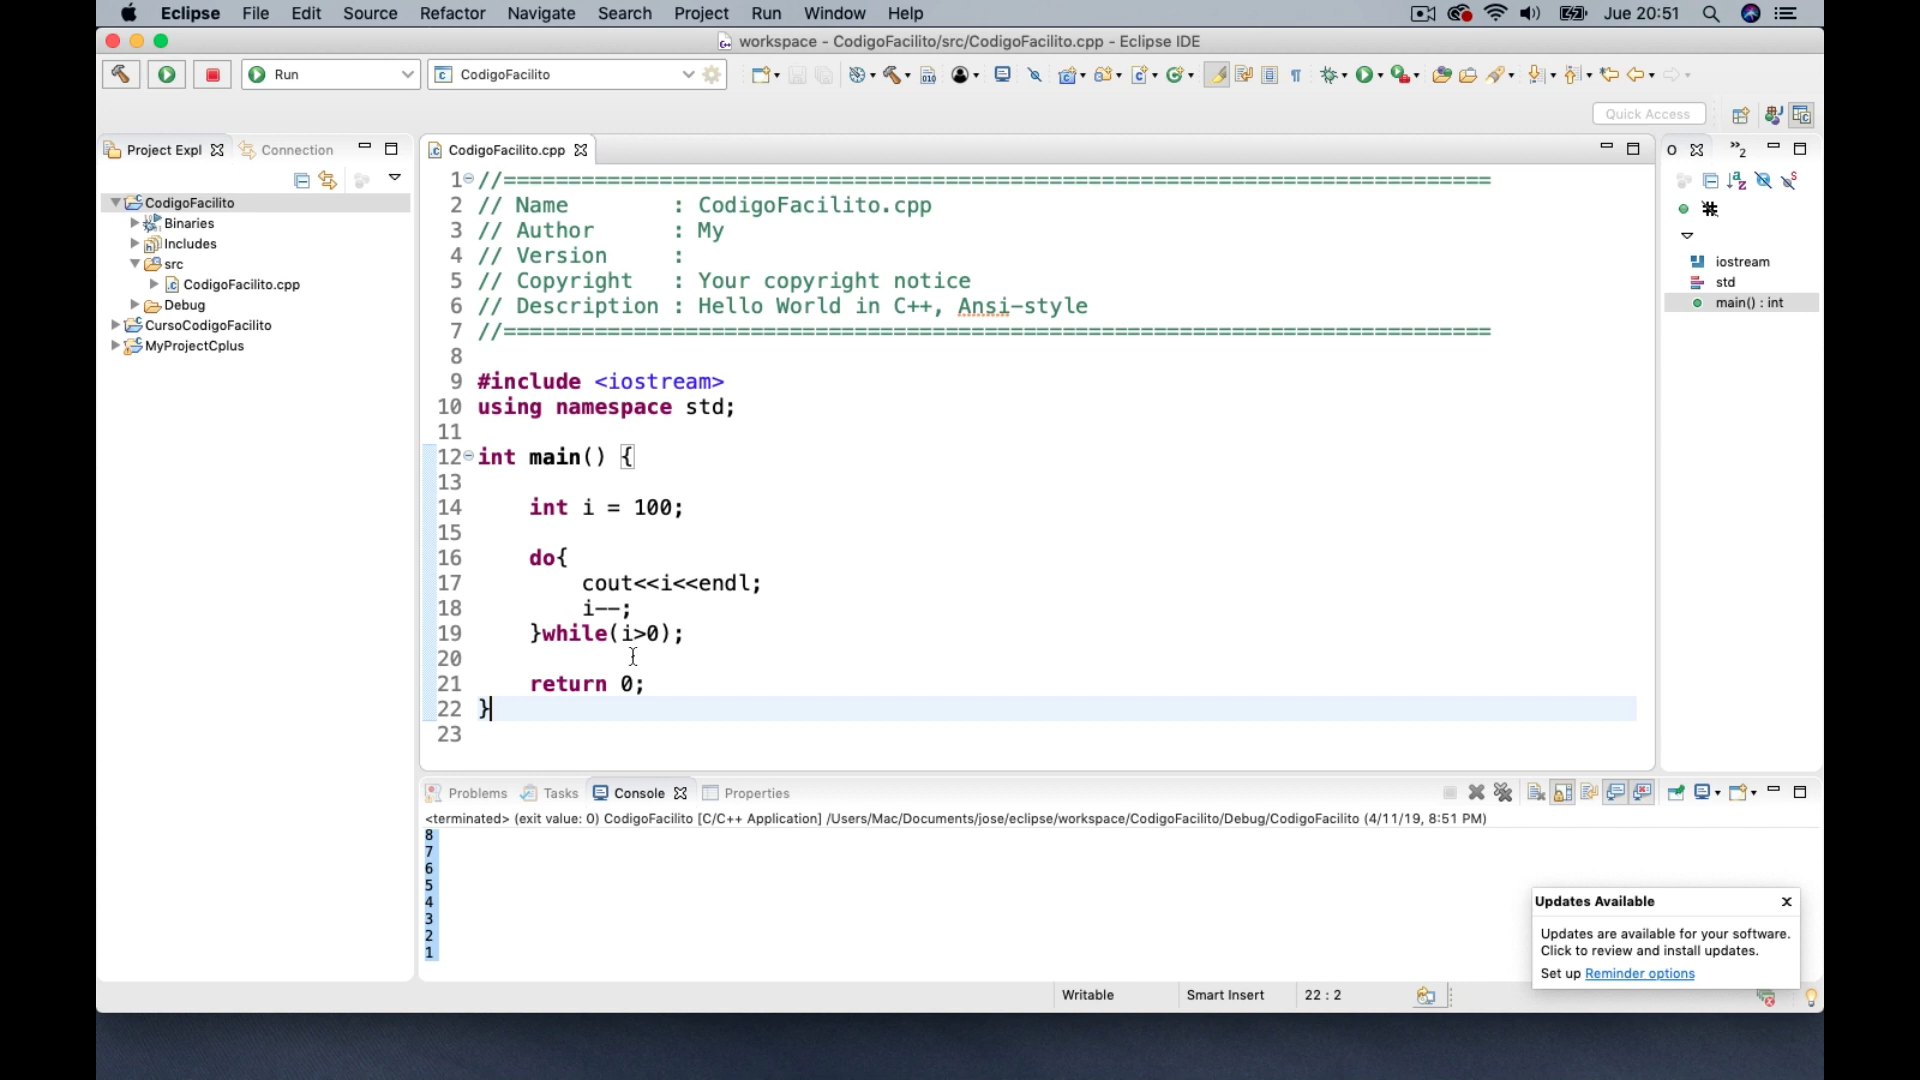 Eclipse File Edit Source Refactor Navigate Search Project Run Window Help Jue 20:51
workspace - CodigoFacilito/src/CodigoFacilito.cpp - Eclipse IDE
Run CodigoFacilito
Quick Access
Project Expl Connection
CodigoFacilito
Binaries
Includes
src
CodigoFacilito.cpp
Debug
CursoCodigoFacilito
MyProjectCplus
CodigoFacilito.cpp
1 //============================================================================
2 // Name        : CodigoFacilito.cpp
3 // Author      : My
4 // Version     :
5 // Copyright   : Your copyright notice
6 // Description : Hello World in C++, Ansi-style
7 //============================================================================
8
9 #include <iostream>
10 using namespace std;
11
12 int main() {
13
14     int i = 100;
15
16     do{
17         cout<<i<<endl;
18         i--;
19     }while(i>0);
20
21     return 0;
22 }
23
O 2
iostream
std
main() : int
Problems Tasks Console Properties
<terminated> (exit value: 0) CodigoFacilito [C/C++ Application] /Users/Mac/Documents/jose/eclipse/workspace/CodigoFacilito/Debug/CodigoFacilito (4/11/19, 8:51 PM)
8
7
6
5
4
3
2
1
Updates Available
Updates are available for your software.
Click to review and install updates.
Set up Reminder options
Writable Smart Insert 22 : 2